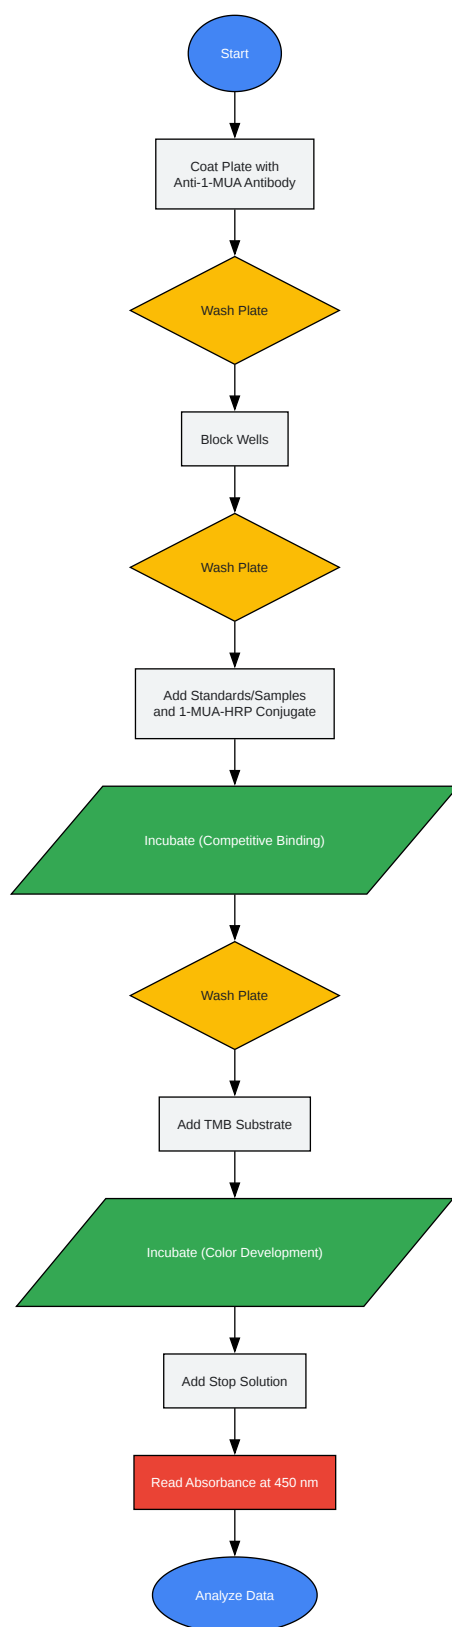 Start
Coat Plate with
Anti-1-MUA Antibody
Wash Plate
Block Wells
Wash Plate
Add Standards/Samples
and 1-MUA-HRP Conjugate
Incubate (Competitive Binding)
Wash Plate
Add TMB Substrate
Incubate (Color Development)
Add Stop Solution
Read Absorbance at 450 nm
Analyze Data